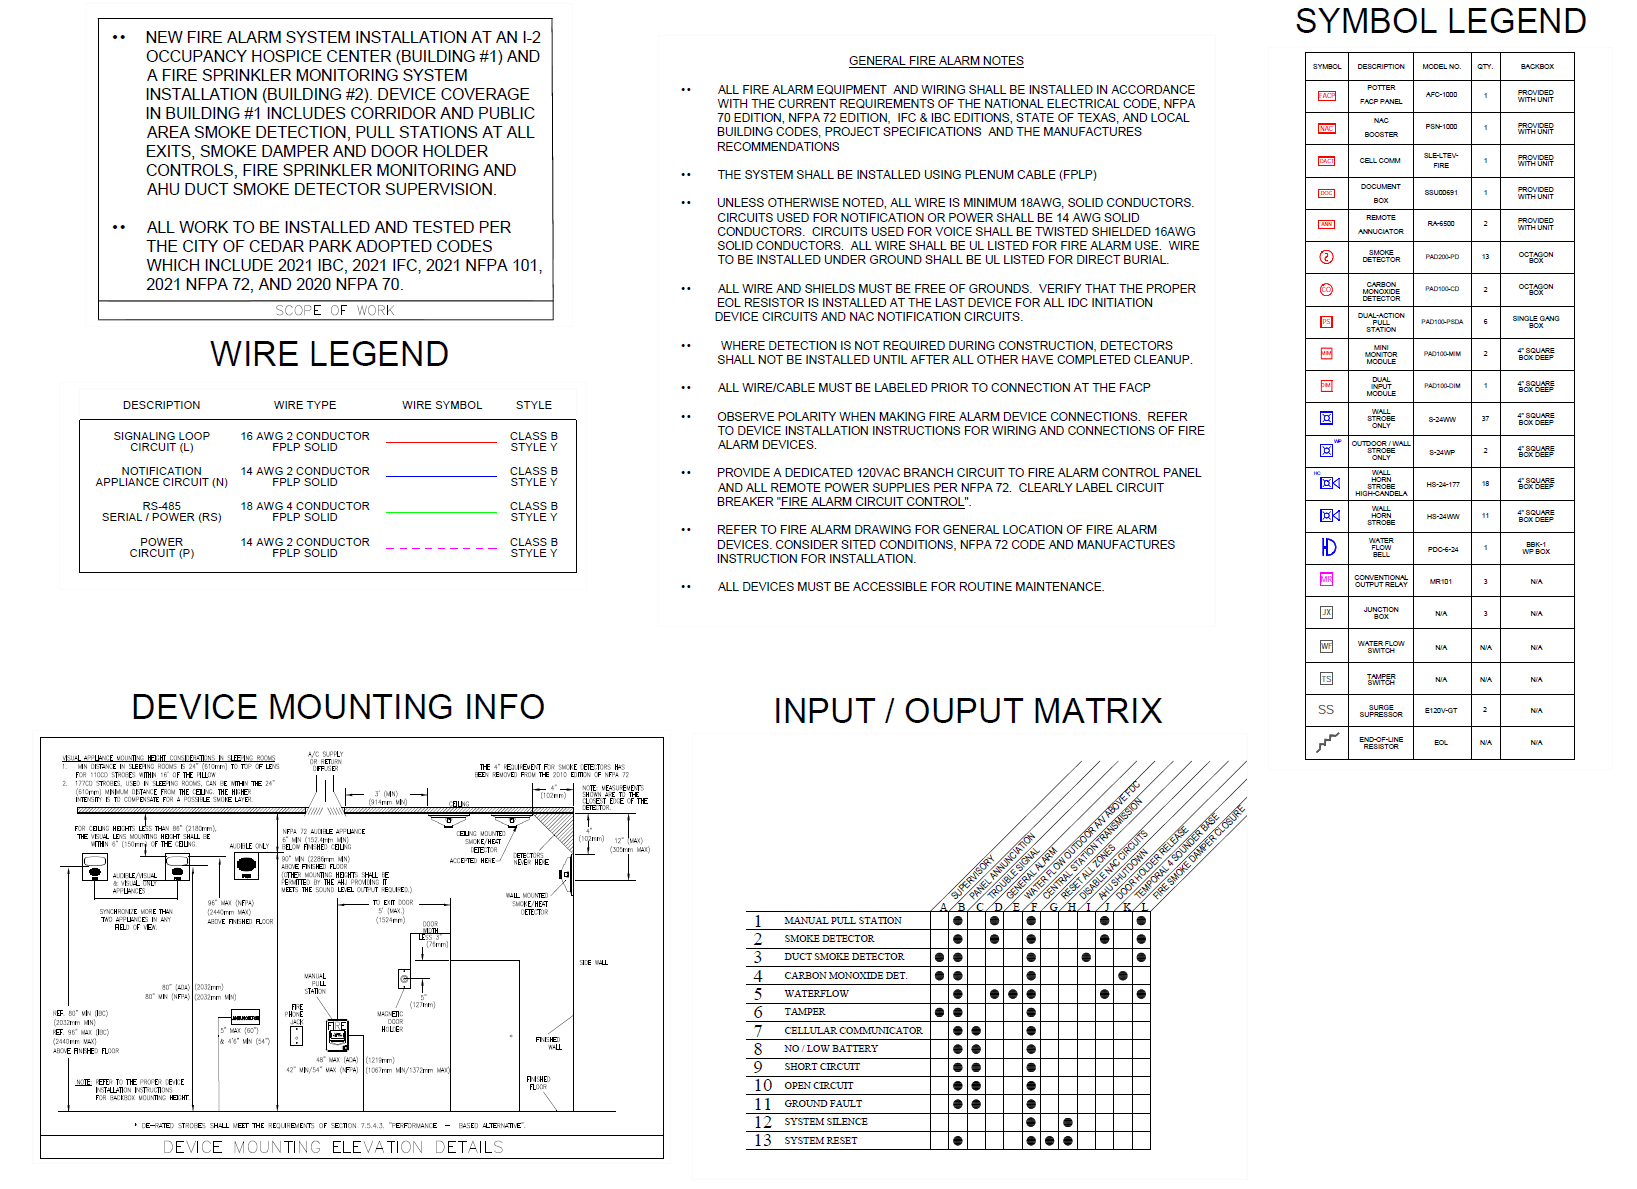 •• NEW FIRE ALARM SYSTEM INSTALLATION AT AN I-2
OCCUPANCY HOSPICE CENTER (BUILDING #1) AND
A FIRE SPRINKLER MONITORING SYSTEM
INSTALLATION (BUILDING #2). DEVICE COVERAGE
IN BUILDING #1 INCLUDES CORRIDOR AND PUBLIC
AREA SMOKE DETECTION, PULL STATIONS AT ALL
EXITS, SMOKE DAMPER AND DOOR HOLDER
CONTROLS, FIRE SPRINKLER MONITORING AND
AHU DUCT SMOKE DETECTOR SUPERVISION.
•• ALL WORK TO BE INSTALLED AND TESTED PER
THE CITY OF CEDAR PARK ADOPTED CODES
WHICH INCLUDE 2021 IBC, 2021 IFC, 2021 NFPA 101,
2021 NFPA 72, AND 2020 NFPA 70.
SCOPE OF WORK
WIRE LEGEND
DESCRIPTION WIRE TYPE WIRE SYMBOL STYLE
SIGNALING LOOP 16 AWG 2 CONDUCTOR CLASS B
CIRCUIT (L) FPLP SOLID STYLE Y
NOTIFICATION 14 AWG 2 CONDUCTOR CLASS B
APPLIANCE CIRCUIT (N) FPLP SOLID STYLE Y
RS-485 18 AWG 4 CONDUCTOR CLASS B
SERIAL / POWER (RS) FPLP SOLID STYLE Y
POWER 14 AWG 2 CONDUCTOR CLASS B
CIRCUIT (P) FPLP SOLID STYLE Y
GENERAL FIRE ALARM NOTES
•• ALL FIRE ALARM EQUIPMENT AND WIRING SHALL BE INSTALLED IN ACCORDANCE
WITH THE CURRENT REQUIREMENTS OF THE NATIONAL ELECTRICAL CODE, NFPA
70 EDITION, NFPA 72 EDITION, IFC & IBC EDITIONS, STATE OF TEXAS, AND LOCAL
BUILDING CODES, PROJECT SPECIFICATIONS AND THE MANUFACTURES
RECOMMENDATIONS
•• THE SYSTEM SHALL BE INSTALLED USING PLENUM CABLE (FPLP)
•• UNLESS OTHERWISE NOTED, ALL WIRE IS MINIMUM 18AWG, SOLID CONDUCTORS.
CIRCUITS USED FOR NOTIFICATION OR POWER SHALL BE 14 AWG SOLID
CONDUCTORS. CIRCUITS USED FOR VOICE SHALL BE TWISTED SHIELDED 16AWG
SOLID CONDUCTORS. ALL WIRE SHALL BE UL LISTED FOR FIRE ALARM USE. WIRE
TO BE INSTALLED UNDER GROUND SHALL BE UL LISTED FOR DIRECT BURIAL.
•• ALL WIRE AND SHIELDS MUST BE FREE OF GROUNDS. VERIFY THAT THE PROPER
EOL RESISTOR IS INSTALLED AT THE LAST DEVICE FOR ALL IDC INITIATION
DEVICE CIRCUITS AND NAC NOTIFICATION CIRCUITS.
•• WHERE DETECTION IS NOT REQUIRED DURING CONSTRUCTION, DETECTORS
SHALL NOT BE INSTALLED UNTIL AFTER ALL OTHER HAVE COMPLETED CLEANUP.
•• ALL WIRE/CABLE MUST BE LABELED PRIOR TO CONNECTION AT THE FACP
•• OBSERVE POLARITY WHEN MAKING FIRE ALARM DEVICE CONNECTIONS. REFER
TO DEVICE INSTALLATION INSTRUCTIONS FOR WIRING AND CONNECTIONS OF FIRE
ALARM DEVICES.
•• PROVIDE A DEDICATED 120VAC BRANCH CIRCUIT TO FIRE ALARM CONTROL PANEL
AND ALL REMOTE POWER SUPPLIES PER NFPA 72. CLEARLY LABEL CIRCUIT
BREAKER "FIRE ALARM CIRCUIT CONTROL".
•• REFER TO FIRE ALARM DRAWING FOR GENERAL LOCATION OF FIRE ALARM
DEVICES. CONSIDER SITED CONDITIONS, NFPA 72 CODE AND MANUFACTURES
INSTRUCTION FOR INSTALLATION.
•• ALL DEVICES MUST BE ACCESSIBLE FOR ROUTINE MAINTENANCE.
SYMBOL LEGEND
SYMBOL DESCRIPTION MODEL NO. QTY. BACKBOX
FACP POTTER FACP PANEL AFC-1000 1 PROVIDED WITH UNIT
NAC NAC BOOSTER PSN-1000 1 PROVIDED WITH UNIT
DACT CELL COMM SLE-LTEV-FIRE 1 PROVIDED WITH UNIT
DOC DOCUMENT BOX SSU00691 1 PROVIDED WITH UNIT
ANN REMOTE ANNUCIATOR RA-6500 2 PROVIDED WITH UNIT
SMOKE DETECTOR PAD200-PD 13 OCTAGON BOX
CO CARBON MONOXIDE DETECTOR PAD100-CD 2 OCTAGON BOX
PS DUAL-ACTION PULL STATION PAD100-PSDA 6 SINGLE GANG BOX
MIM MINI MONITOR MODULE PAD100-MIM 2 4" SQUARE BOX DEEP
DIM DUAL INPUT MODULE PAD100-DIM 1 4" SQUARE BOX DEEP
WALL STROBE ONLY S-24WW 37 4" SQUARE BOX DEEP
WP OUTDOOR / WALL STROBE ONLY S-24WP 2 4" SQUARE BOX DEEP
HC WALL HORN STROBE HIGH-CANDELA HS-24-177 18 4" SQUARE BOX DEEP
WALL HORN STROBE HS-24WW 11 4" SQUARE BOX DEEP
WATER FLOW BELL PDC-6-24 1 BBK-1 WP BOX
MR CONVENTIONAL OUTPUT RELAY MR101 3 N/A
JX JUNCTION BOX N/A 3 N/A
WF WATER FLOW SWITCH N/A N/A N/A
TS TAMPER SWITCH N/A N/A N/A
SS SURGE SUPRESSOR E120V-GT 2 N/A
END-OF-LINE RESISTOR EOL N/A N/A
DEVICE MOUNTING INFO
VISUAL APPLIANCE MOUNTING HEIGHT CONSIDERATIONS IN SLEEPING ROOMS
1. MIN DISTANCE IN SLEEPING ROOMS IS 24" (610mm) TO TOP OF LENS
FOR 110CD STROBES WITHIN 16' OF THE PILLOW
2. 177CD STROBES, USED IN SLEEPING ROOMS, CAN BE WITHIN THE 24"
(610mm) MINIMUM DISTANCE FROM THE CEILING. THE HIGHER
INTENSITY IS TO COMPENSATE FOR A POSSIBLE SMOKE LAYER.
A/C SUPPLY
OR RETURN
DIFFUSER
THE 4" REQUIREMENT FOR SMOKE DETECTORS HAS
BEEN REMOVED FROM THE 2010 EDITION OF NFPA 72
3' (MIN)
(914mm MIN)
CEILING
4"
(102mm)
NOTE: MEASUREMENTS
SHOWN ARE TO THE
CLOSEST EDGE OF THE
DETECTOR.
FOR CEILING HEIGHTS LESS THAN 86" (2180mm),
THE VISUAL LENS MOUNTING HEIGHT SHALL BE
WITHIN 6" (150mm) OF THE CEILING.
AUDIBLE ONLY
NFPA 72 AUDIBLE APPLIANCE
6" MIN (152.4mm MIN)
BELOW FINISHED CEILING
90" MIN (2286mm MIN)
ABOVE FINISHED FLOOR
(OTHER MOUNTING HEIGHTS SHALL BE
PERMITTED BY THE AHJ PROVIDING IT
MEETS THE SOUND LEVEL OUTPUT REQUIRED.)
CEILING MOUNTED
SMOKE/HEAT
DETECTOR
ACCEPTED HERE
DETECTORS
NEVER HERE
4"
(102mm)
12" (MAX)
(305mm MAX)
WALL MOUNTED
SMOKE/HEAT
DETECTOR
AUDIBLE/VISUAL
& VISUAL ONLY
APPLIANCES
SYNCHRONIZE MORE THAN
TWO APPLIANCES IN ANY
FIELD OF VIEW.
96" MAX (NFPA)
(2440mm MAX)
ABOVE FINISHED FLOOR
TO EXIT DOOR
5' (MAX.)
(1524mm)
DOOR
WIDTH
LESS 3"
(76mm)
SIDE WALL
MANUAL
PULL
STATION
5"
(127mm)
MAGNETIC
DOOR
HOLDER
80" (ADA) (2032mm)
80" MIN (NFPA) (2032mm MIN)
REF. 80" MIN (IBC)
(2032mm MIN)
REF. 96" MAX (IBC)
(2440mm MAX)
ABOVE FINISHED FLOOR
5" MAX (60")
& 4'6" MIN (54")
FIRE
PHONE
JACK
FIRE
48" MAX (ADA) (1219mm)
42" MIN/54" MAX (NFPA) (1067mm MIN/1372mm MAX)
FINISHED
WALL
FINISHED
FLOOR
NOTE: REFER TO THE PROPER DEVICE
INSTALLATION INSTRUCTIONS
FOR BACKBOX MOUNTING HEIGHT.
* DE-RATED STROBES SHALL MEET THE REQUIREMENTS OF SECTION 7.5.4.3. "PERFORMANCE - BASED ALTERNATIVE".
DEVICE MOUNTING ELEVATION DETAILS
INPUT / OUPUT MATRIX
SUPERVISORY
PANEL ANNUNCIATION
TROUBLE SIGNAL
GENERAL ALARM
WATER FLOW OUTDOOR A/V ABOVE FDC
CENTRAL STATION TRANSMISSION
RESET ALL ZONES
DISABLE NAC CIRCUITS
AHU SHUTDOWN
DOOR HOLDER RELEASE
TEMPORAL 4 SOUNDER BASE
FIRE SMOKE DAMPER CLOSURE
A B C D E F G H I J K L
1 MANUAL PULL STATION
2 SMOKE DETECTOR
3 DUCT SMOKE DETECTOR
4 CARBON MONOXIDE DET.
5 WATERFLOW
6 TAMPER
7 CELLULAR COMMUNICATOR
8 NO / LOW BATTERY
9 SHORT CIRCUIT
10 OPEN CIRCUIT
11 GROUND FAULT
12 SYSTEM SILENCE
13 SYSTEM RESET